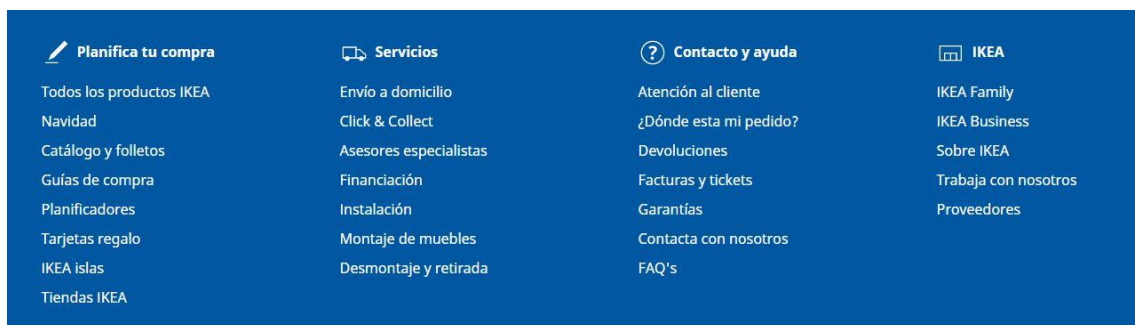 Planifica tu compra
Todos los productos IKEA
Navidad
Catálogo y folletos
Guías de compra
Planificadores
Tarjetas regalo
IKEA islas
Tiendas IKEA
Servicios
Envío a domicilio
Click & Collect
Asesores especialistas
Financiación
Instalación
Montaje de muebles
Desmontaje y retirada
Contacto y ayuda
Atención al cliente
¿Dónde esta mi pedido?
Devoluciones
Facturas y tickets
Garantías
Contacta con nosotros
FAQ's
IKEA
IKEA Family
IKEA Business
Sobre IKEA
Trabaja con nosotros
Proveedores